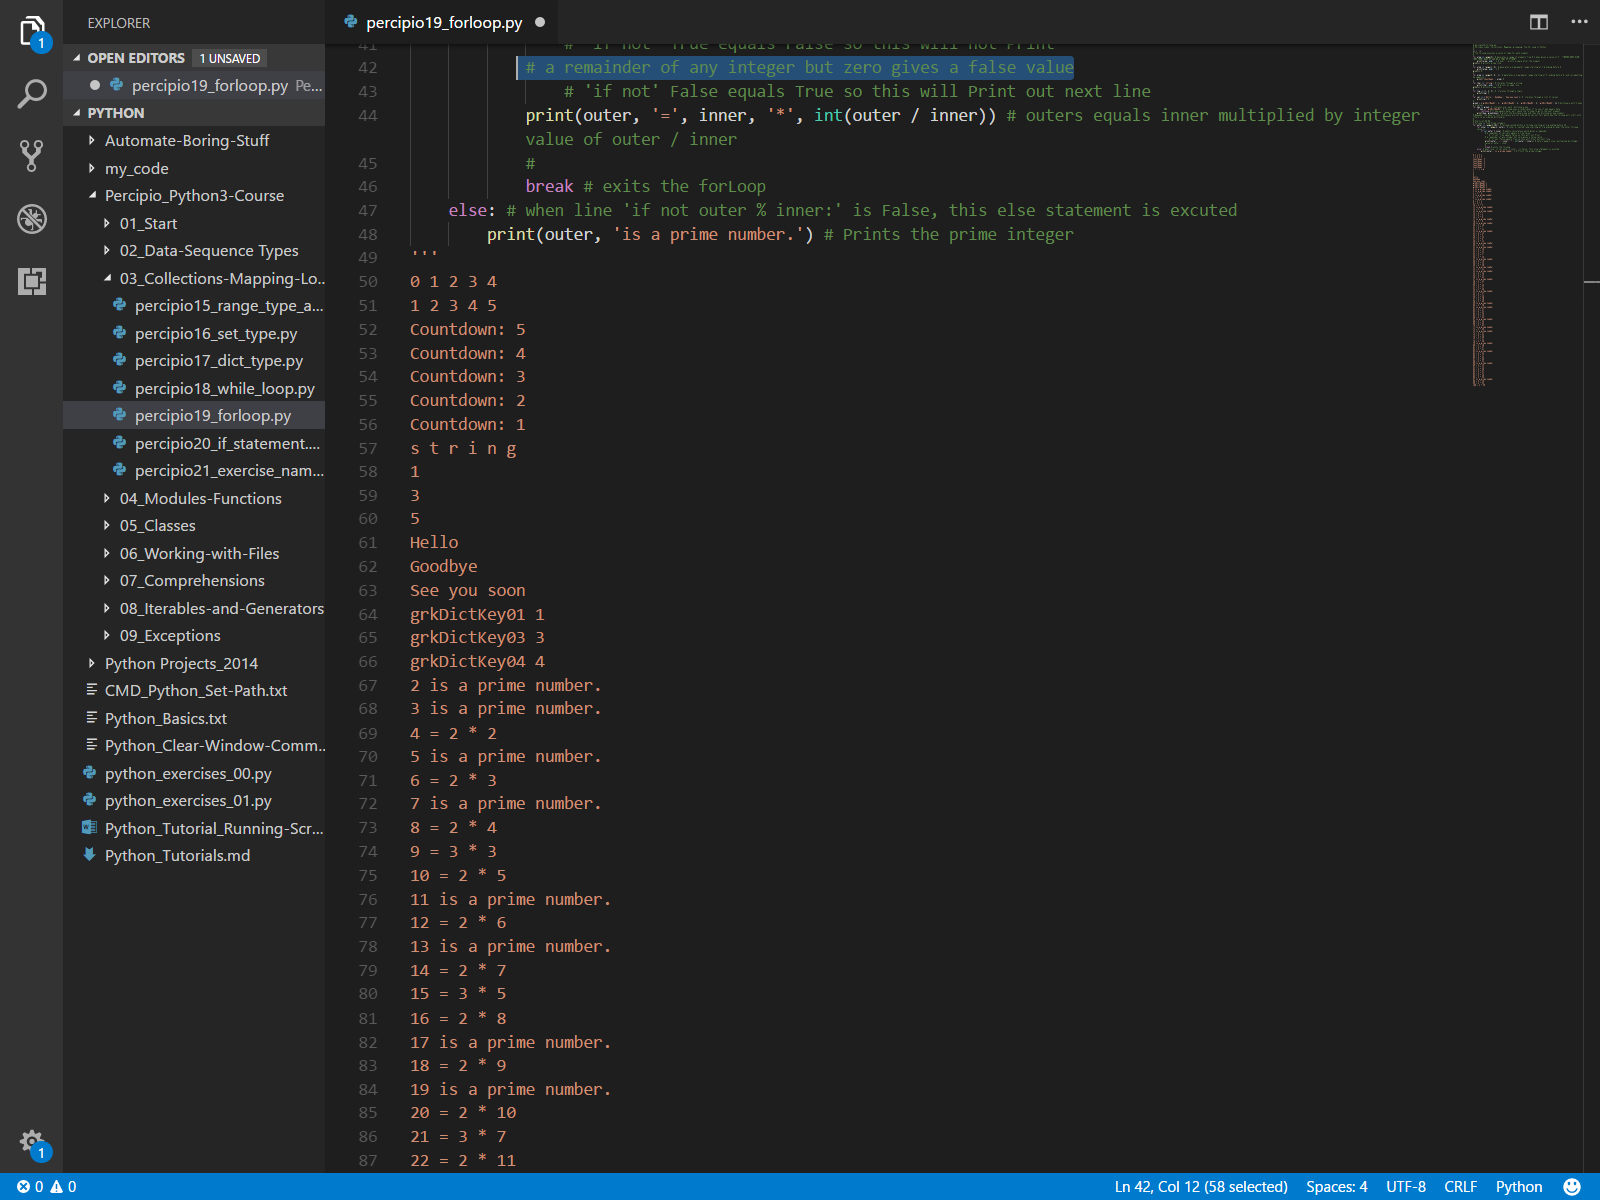 EXPLORER
OPEN EDITORS 1 UNSAVED
percipio19_forloop.py Pe...
PYTHON
Automate-Boring-Stuff
my_code
Percipio_Python3-Course
01_Start
02_Data-Sequence Types
03_Collections-Mapping-Lo...
percipio15_range_type_a...
percipio16_set_type.py
percipio17_dict_type.py
percipio18_while_loop.py
percipio19_forloop.py
percipio20_if_statement....
percipio21_exercise_nam...
04_Modules-Functions
05_Classes
06_Working-with-Files
07_Comprehensions
08_Iterables-and-Generators
09_Exceptions
Python Projects_2014
CMD_Python_Set-Path.txt
Python_Basics.txt
Python_Clear-Window-Comm...
python_exercises_00.py
python_exercises_01.py
Python_Tutorial_Running-Scr...
Python_Tutorials.md
1
1
percipio19_forloop.py
41 # 'if not' True equals False so this will not Print
42 # a remainder of any integer but zero gives a false value
43 # 'if not' False equals True so this will Print out next line
44 print(outer, '=', inner, '*', int(outer / inner)) # outers equals inner multiplied by integer
value of outer / inner
45 #
46 break # exits the forLoop
47 else: # when line 'if not outer % inner:' is False, this else statement is excuted
48 print(outer, 'is a prime number.') # Prints the prime integer
49 '''
50 0 1 2 3 4
51 1 2 3 4 5
52 Countdown: 5
53 Countdown: 4
54 Countdown: 3
55 Countdown: 2
56 Countdown: 1
57 s t r i n g
58 1
59 3
60 5
61 Hello
62 Goodbye
63 See you soon
64 grkDictKey01 1
65 grkDictKey03 3
66 grkDictKey04 4
67 2 is a prime number.
68 3 is a prime number.
69 4 = 2 * 2
70 5 is a prime number.
71 6 = 2 * 3
72 7 is a prime number.
73 8 = 2 * 4
74 9 = 3 * 3
75 10 = 2 * 5
76 11 is a prime number.
77 12 = 2 * 6
78 13 is a prime number.
79 14 = 2 * 7
80 15 = 3 * 5
81 16 = 2 * 8
82 17 is a prime number.
83 18 = 2 * 9
84 19 is a prime number.
85 20 = 2 * 10
86 21 = 3 * 7
87 22 = 2 * 11
0 0
Ln 42, Col 12 (58 selected) Spaces: 4 UTF-8 CRLF Python